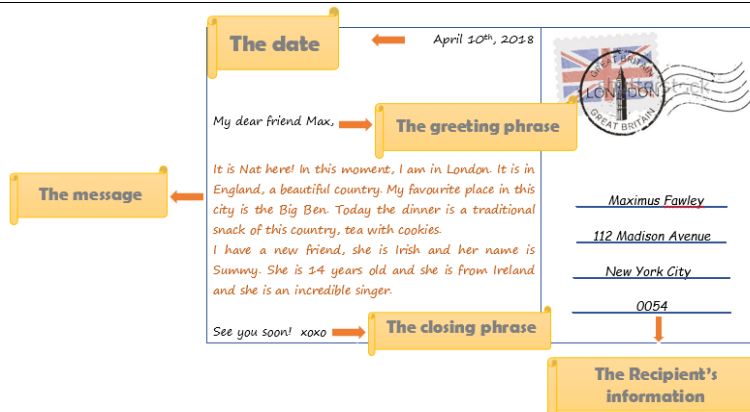 The date
April 10th, 2018
GREAT BRITAIN
LONDON
GREAT BRITAIN
My dear friend Max,
The greeting phrase
It is Nat here! In this moment, I am in London. It is in
England, a beautiful country. My favourite place in this
city is the Big Ben. Today the dinner is a traditional
snack of this country, tea with cookies.
I have a new friend, she is Irish and her name is
Summy. She is 14 years old and she is from Ireland
and she is an incredible singer.
The message
See you soon! xoxo
The closing phrase
Maximus Fawley
112 Madison Avenue
New York City
0054
The Recipient's
information